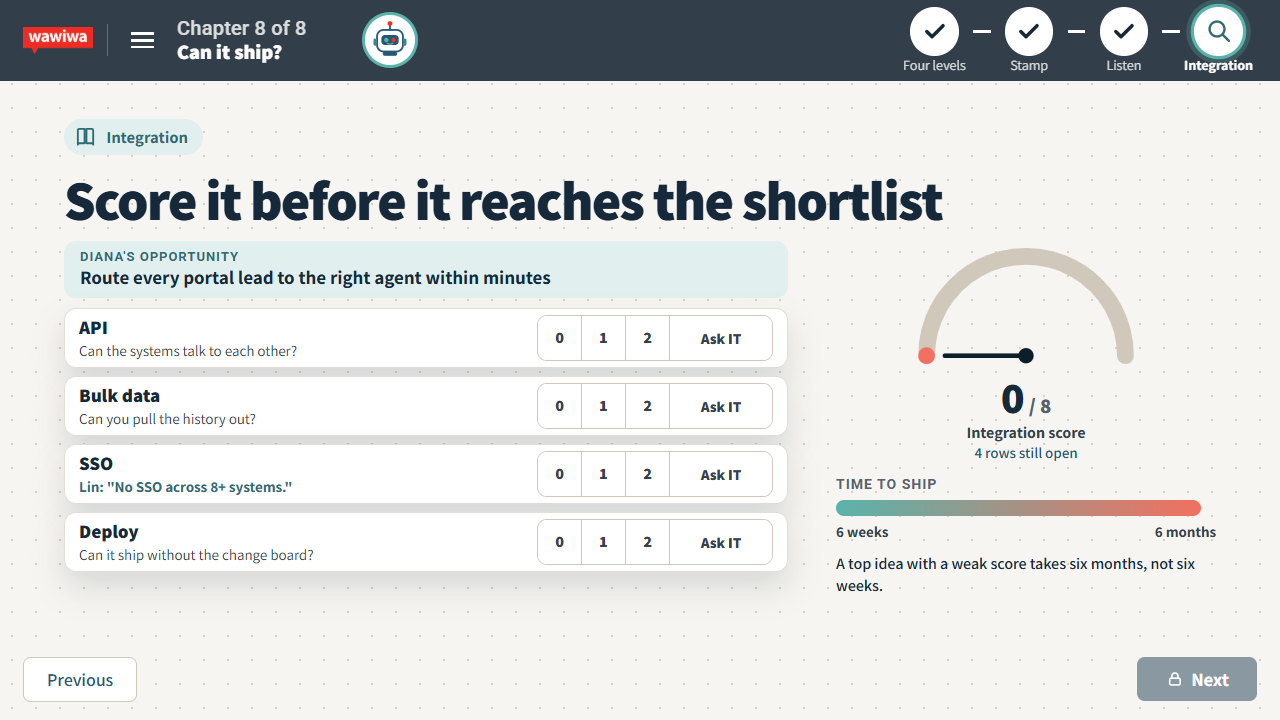 wawiwa
Chapter 8 of 8
Can it ship?
Four levels
Stamp
Listen
Integration
Integration
Score it before it reaches the shortlist
DIANA'S OPPORTUNITY
Route every portal lead to the right agent within minutes
API
Can the systems talk to each other?
0 1 2 Ask IT
Bulk data
Can you pull the history out?
0 1 2 Ask IT
SSO
Lin: "No SSO across 8+ systems."
0 1 2 Ask IT
Deploy
Can it ship without the change board?
0 1 2 Ask IT
0 / 8
Integration score
4 rows still open
TIME TO SHIP
6 weeks
6 months
A top idea with a weak score takes six months, not six
weeks.
Previous
Next